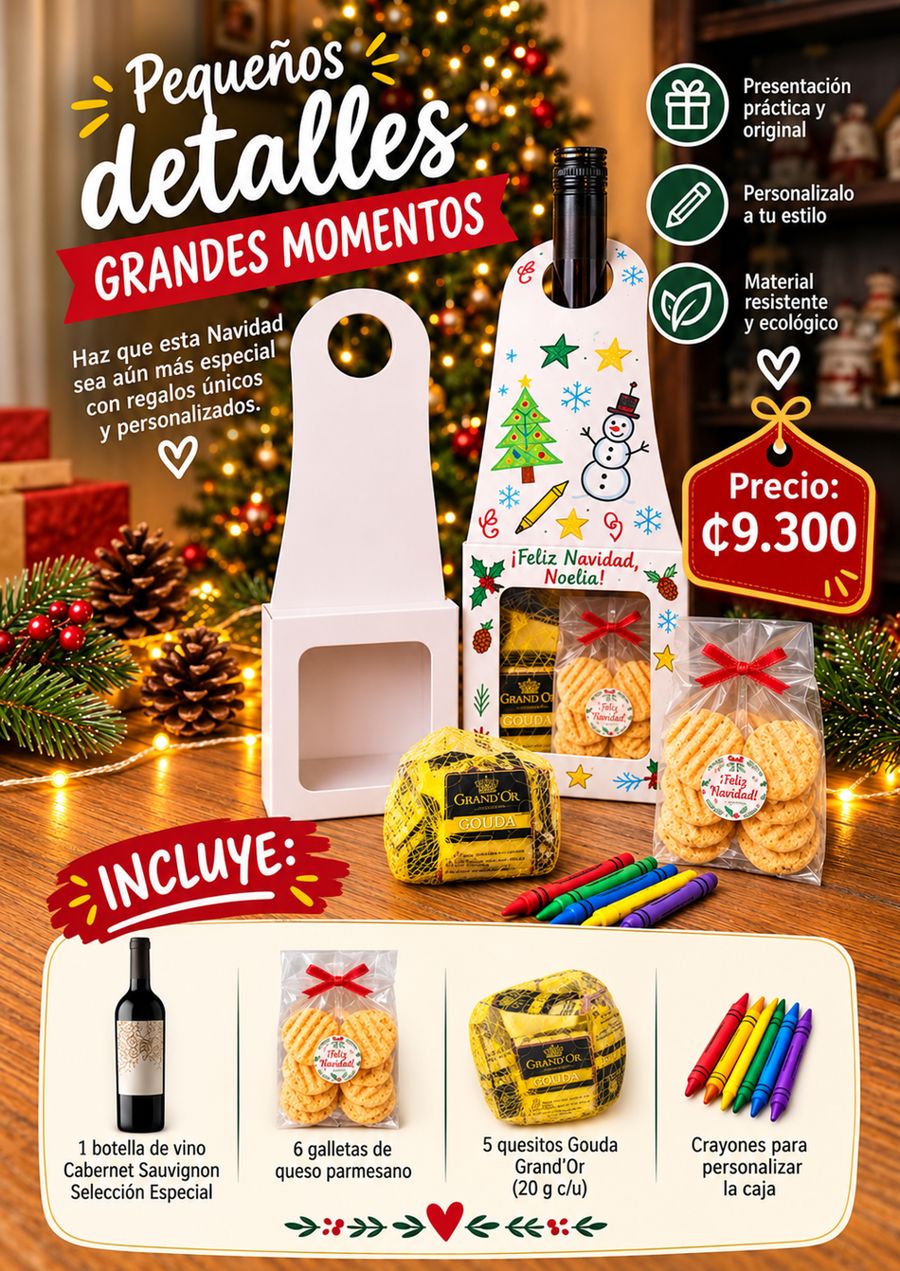 Pequeños
detalles
GRANDES MOMENTOS
Haz que esta Navidad
sea aún más especial
con regalos únicos
y personalizados.
Presentación
práctica y
original
Personalizalo
a tu estilo
Material
resistente
y ecológico
Precio:
₡9.300
¡Feliz Navidad,
Noelia!
GRAND'OR
GOUDA
¡Feliz
Navidad!
¡Feliz
Navidad!
GRAND'OR
GOUDA
INCLUYE:
¡Feliz
Navidad!
GRAND'OR
GOUDA
1 botella de vino
Cabernet Sauvignon
Selección Especial
6 galletas de
queso parmesano
5 quesitos Gouda
Grand'Or
(20 g c/u)
Crayones para
personalizar
la caja